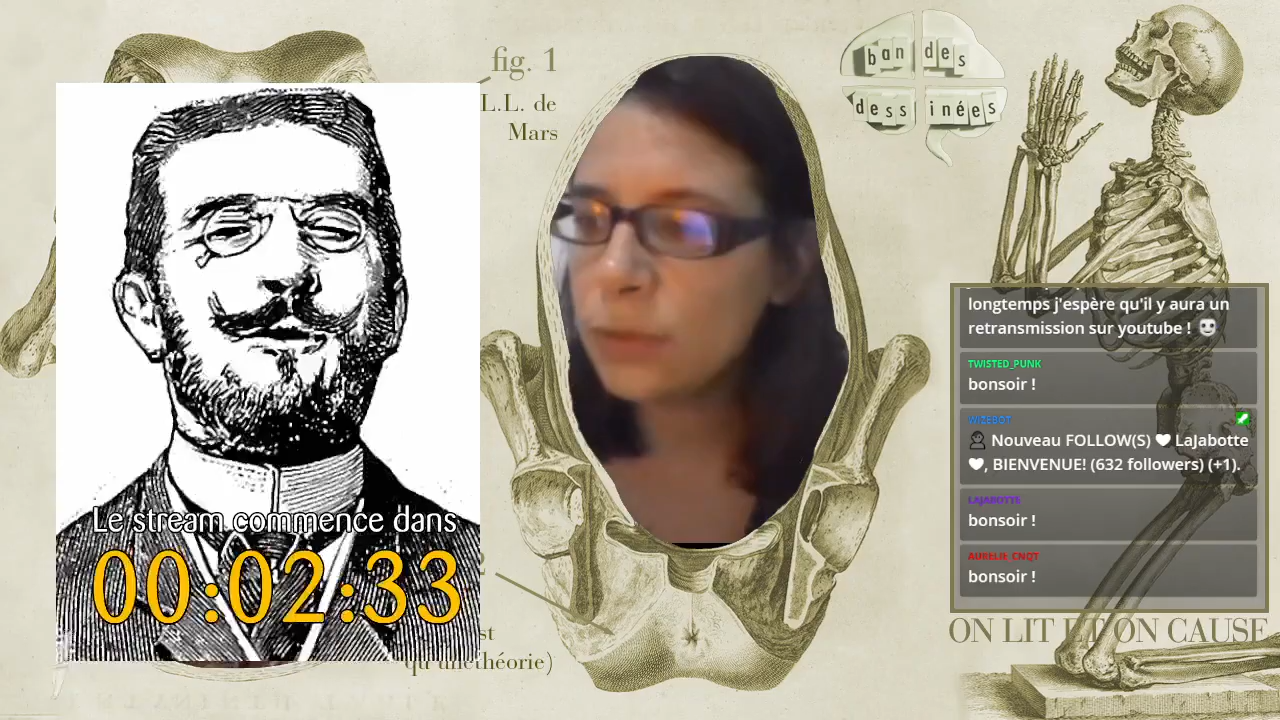 fig. 1
L.L. de
Mars
ban des
dess inées
Le stream commence dans
00:02:33
st
qu'une théorie)
longtemps j'espère qu'il y aura un
retransmission sur youtube !
TWISTED_PUNK
bonsoir !
WIZEBOT
Nouveau FOLLOW(S) LaJabotte
, BIENVENUE! (632 followers) (+1).
LAJABOTTE
bonsoir !
AURELIE_CNQT
bonsoir !
ON LIT ET ON CAUSE